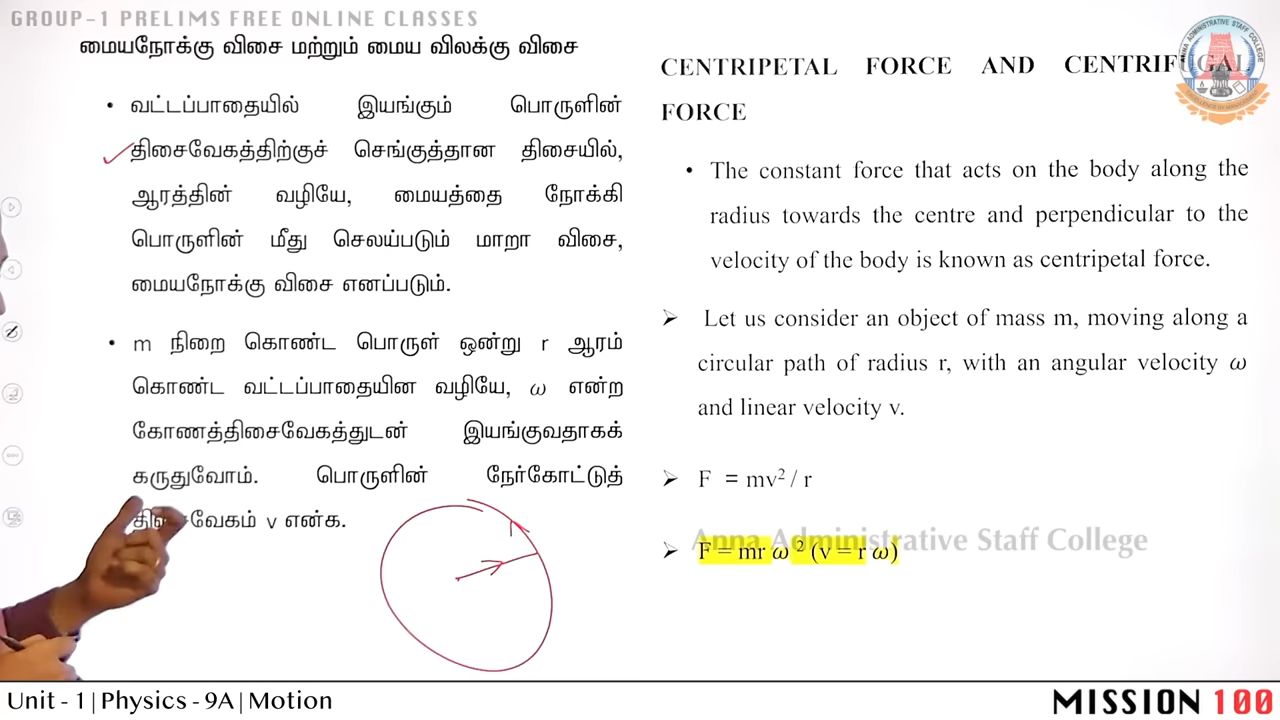 GROUP-1 PRELIMS FREE ONLINE CLASSES
மையநோக்கு விசை மற்றும் மைய விலக்கு விசை
• வட்டப்பாதையில் இயங்கும் பொருளின்
திசைவேகத்திற்குச் செங்குத்தான திசையில்,
ஆரத்தின் வழியே, மையத்தை நோக்கி
பொருளின் மீது செலய்படும் மாறா விசை,
மையநோக்கு விசை எனப்படும்.
• m நிறை கொண்ட பொருள் ஒன்று r ஆரம்
கொண்ட வட்டப்பாதையின வழியே, ω என்ற
கோணத்திசைவேகத்துடன் இயங்குவதாகக்
கருதுவோம். பொருளின் நேர்கோட்டுத்
v என்க.
CENTRIPETAL FORCE AND
FORCE
• The constant force that acts on the body along the
radius towards the centre and perpendicular to the
velocity of the body is known as centripetal force.
➤ Let us consider an object of mass m, moving along a
circular path of radius r, with an angular velocity ω
and linear velocity v.
➤ F = mv² / r
➤ F = mr ω ² (v = r ω)
Anna Administrative Staff College
Unit - 1 | Physics - 9A | Motion
MISSION 100